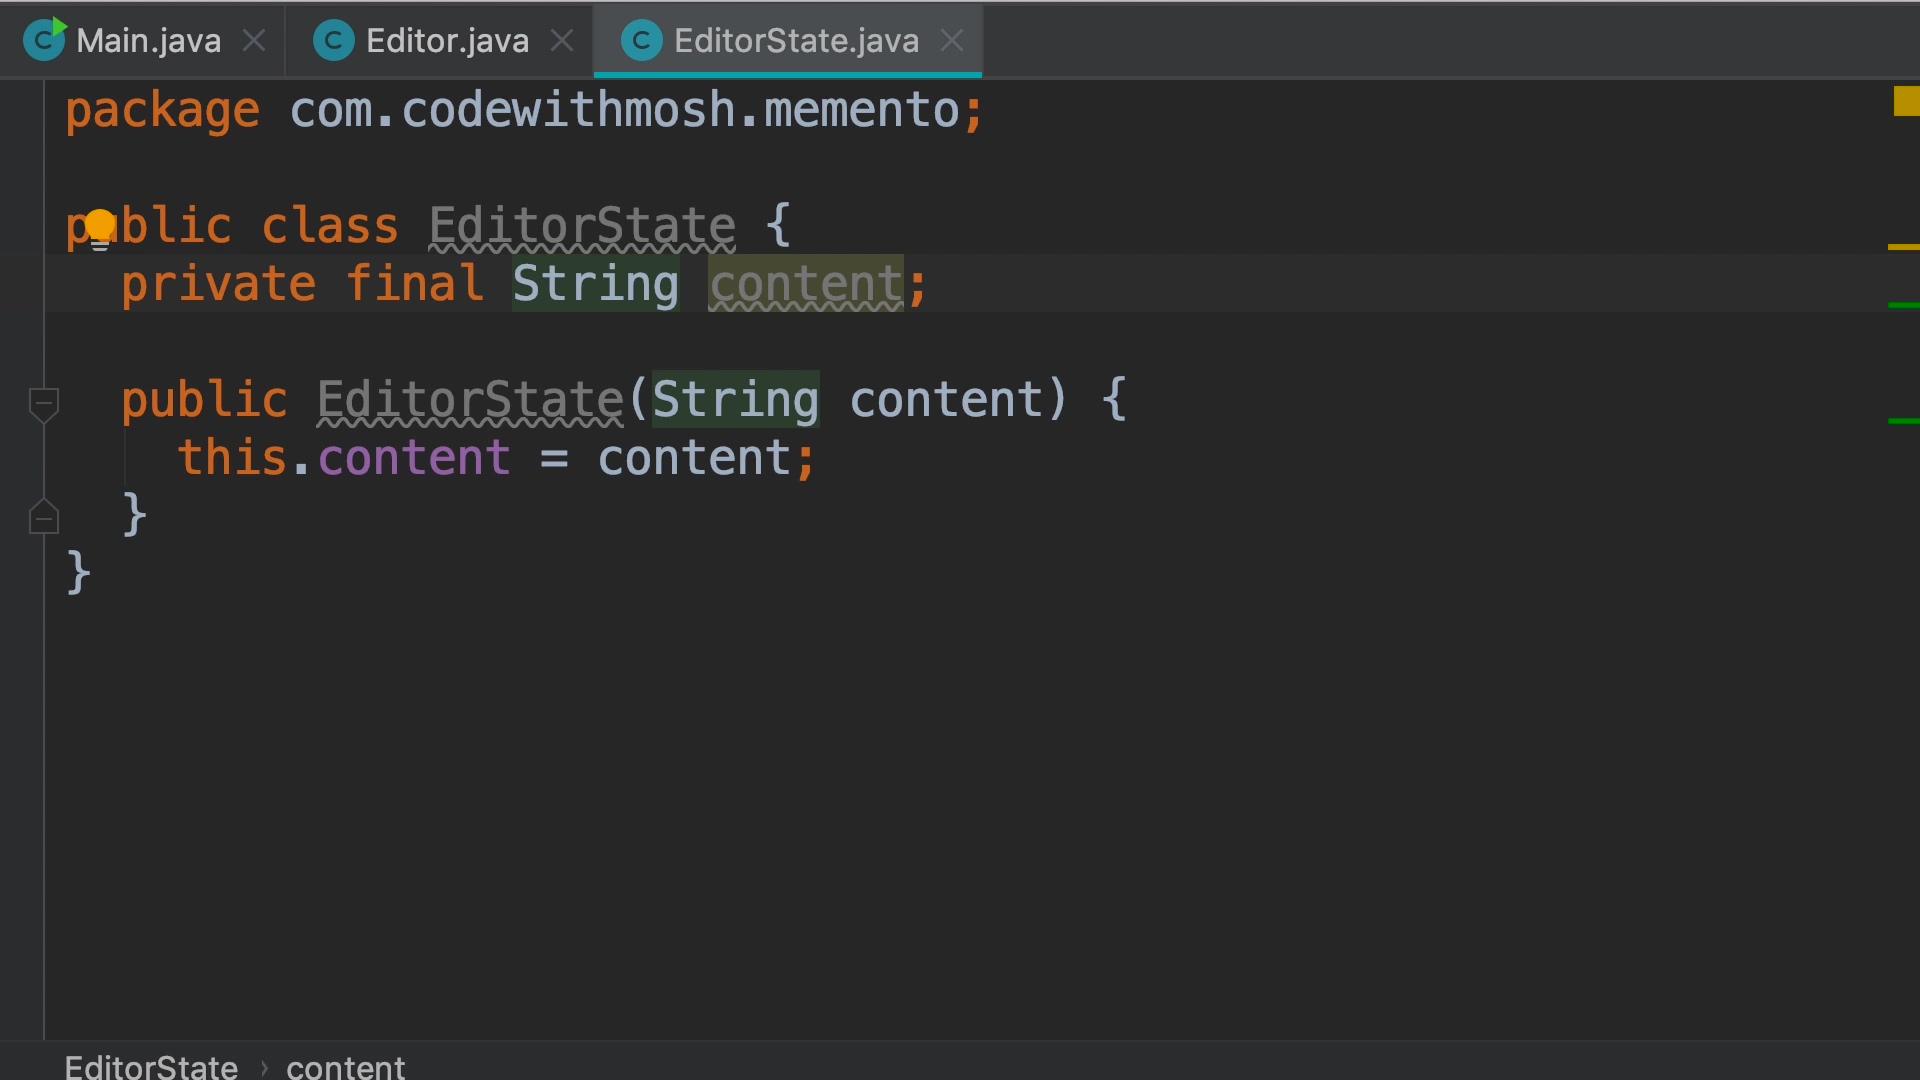 Main.java Editor.java EditorState.java
package com.codewithmosh.memento;
public class EditorState {
private final String content;
public EditorState(String content) {
this.content = content;
}
}
EditorState › content